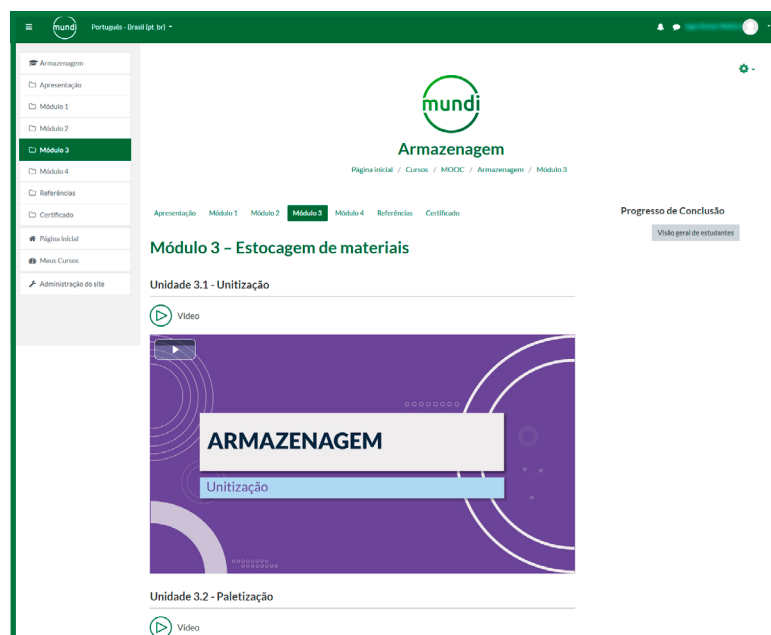 mundi
Português - Brasil (pt_br)
Armazenagem
Apresentação
Módulo 1
Módulo 2
Módulo 3
Módulo 4
Referências
Certificado
Página inicial
Meus Cursos
Administração do site
mundi
Armazenagem
Página inicial / Cursos / MOOC / Armazenagem / Módulo 3
Apresentação Módulo 1 Módulo 2 Módulo 3 Módulo 4 Referências Certificado
Módulo 3 – Estocagem de materiais
Unidade 3.1 - Unitização
Vídeo
ARMAZENAGEM
Unitização
Unidade 3.2 - Paletização
Vídeo
Progresso de Conclusão
Visão geral de estudantes